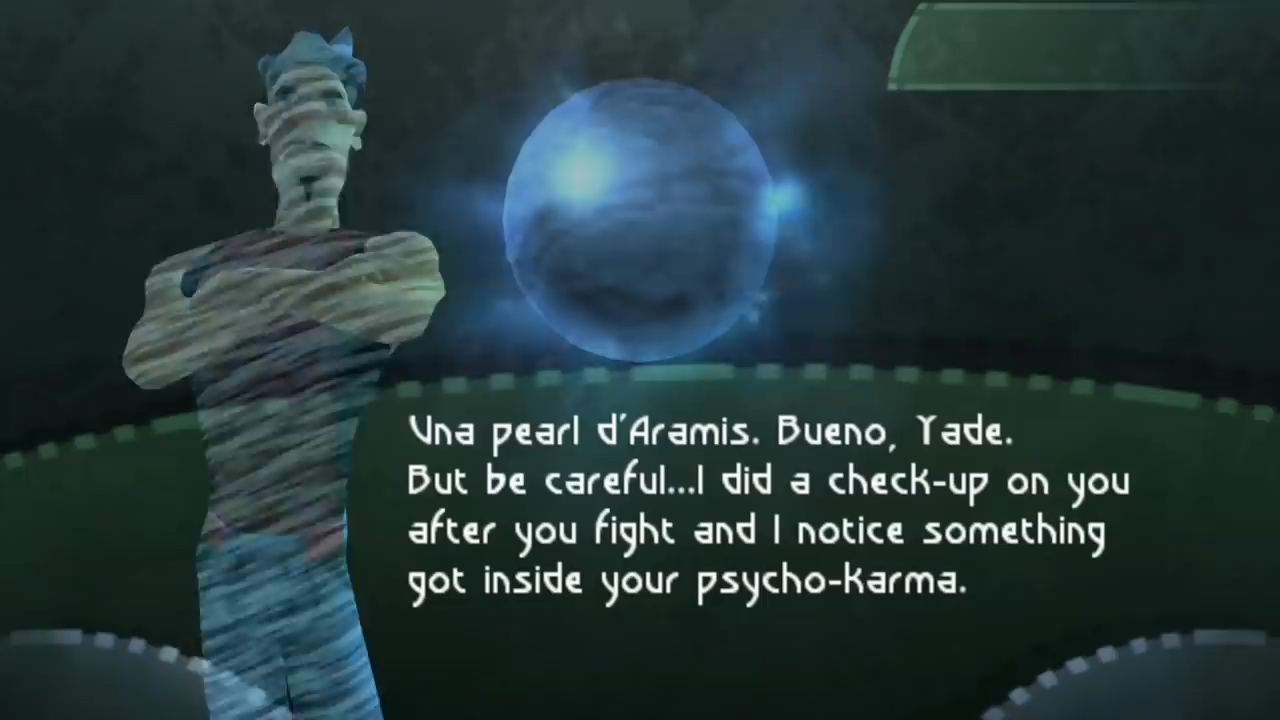 Una pearl d'Aramis. Bueno, Yade.
But be careful...I did a check-up on you
after you fight and I notice something
got inside your psycho-karma.